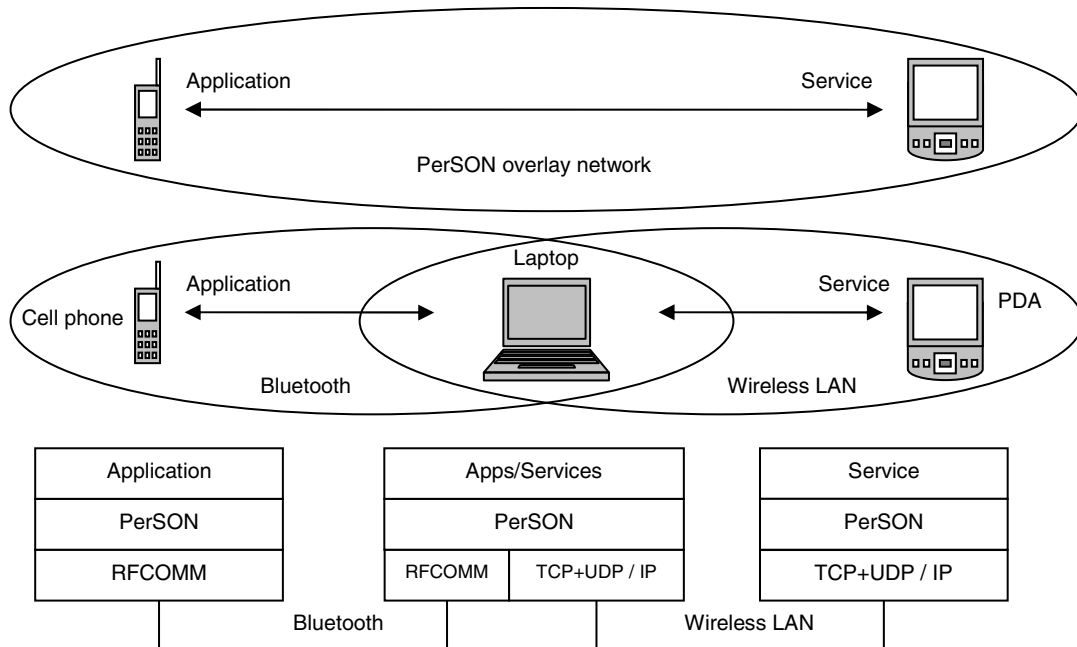 Application
Service
PerSON overlay network
Laptop
Application
Service
Cell phone
PDA
Bluetooth
Wireless LAN
Application
Apps/Services
Service
PerSON
PerSON
PerSON
RFCOMM
RFCOMM
TCP+UDP / IP
TCP+UDP / IP
Bluetooth
Wireless LAN